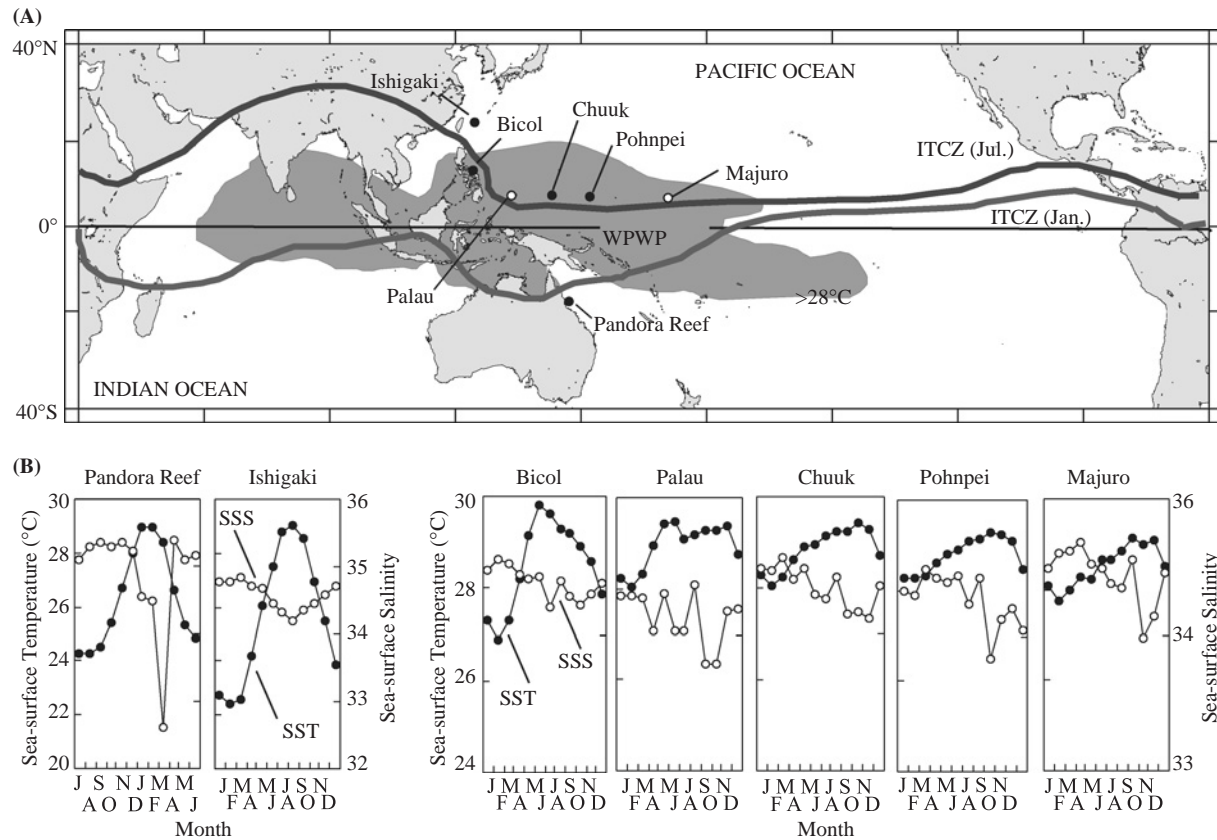 (A)
40°N
0°
40°S
PACIFIC OCEAN
INDIAN OCEAN
Ishigaki
Bicol
Chuuk
Pohnpei
Majuro
ITCZ (Jul.)
ITCZ (Jan.)
WPWP
Palau
>28°C
Pandora Reef
(B)
Pandora Reef
Ishigaki
Bicol
Palau
Chuuk
Pohnpei
Majuro
Sea-surface Temperature (°C)
30
28
26
24
22
20
SSS
SST
36
35
34
33
32
Sea-surface Salinity
J S N J M M
A O D F A J
J M M J S N
F A J A O D
Month
Sea-surface Temperature (°C)
30
28
26
24
SSS
SST
36
34
33
Sea-surface Salinity
J M M J S N
F A J A O D
J M M J S N
F A J A O D
J M M J S N
F A J A O D
J M M J S N
F A J A O D
J M M J S N
F A J A O D
Month